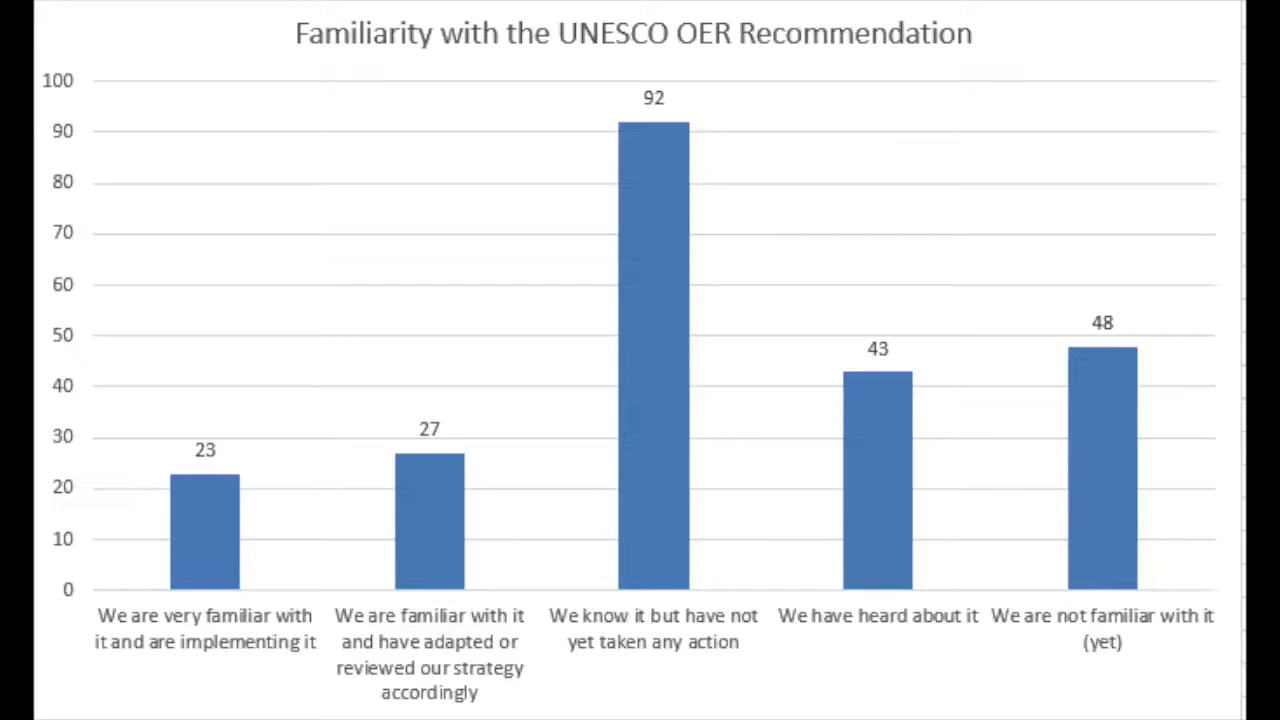 Familiarity with the UNESCO OER Recommendation
100
90
80
70
60
50
40
30
20
10
0
23
27
92
43
48
We are very familiar with
it and are implementing it
We are familiar with it
and have adapted or
reviewed our strategy
accordingly
We know it but have not
yet taken any action
We have heard about it
We are not familiar with it
(yet)